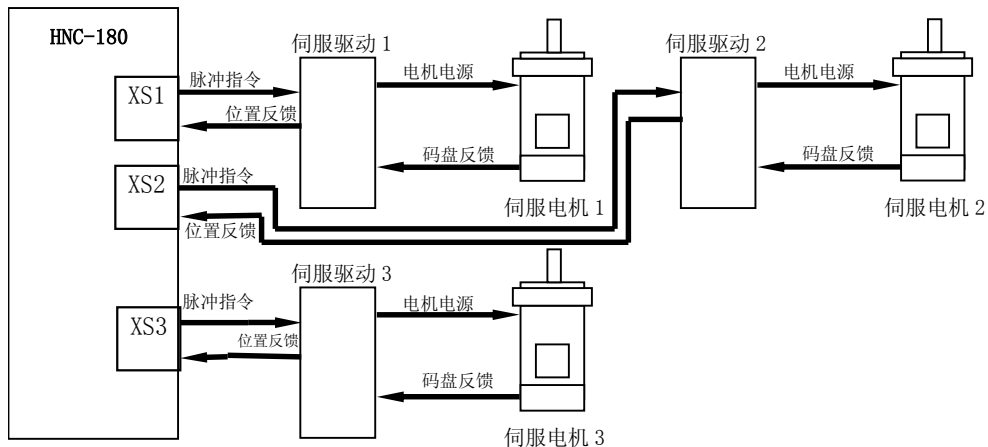 HNC-180
伺服驱动 1
伺服驱动 2
XS1
脉冲指令
位置反馈
电机电源
码盘反馈
伺服电机 1
电机电源
码盘反馈
伺服电机 2
XS2
脉冲指令
位置反馈
伺服驱动 3
XS3
脉冲指令
位置反馈
电机电源
码盘反馈
伺服电机 3